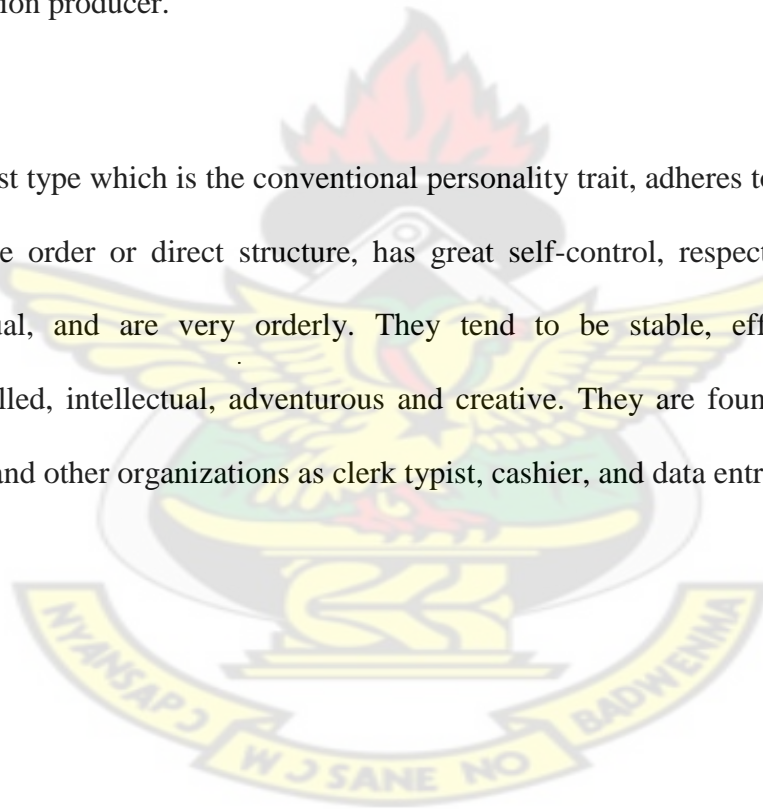 ion producer.
st type which is the conventional personality trait, adheres to
e order or direct structure, has great self-control, respect
ual, and are very orderly. They tend to be stable, eff
lled, intellectual, adventurous and creative. They are foun
and other organizations as clerk typist, cashier, and data entr
NYANSAPƆ WƆSANE NO BADWENMA